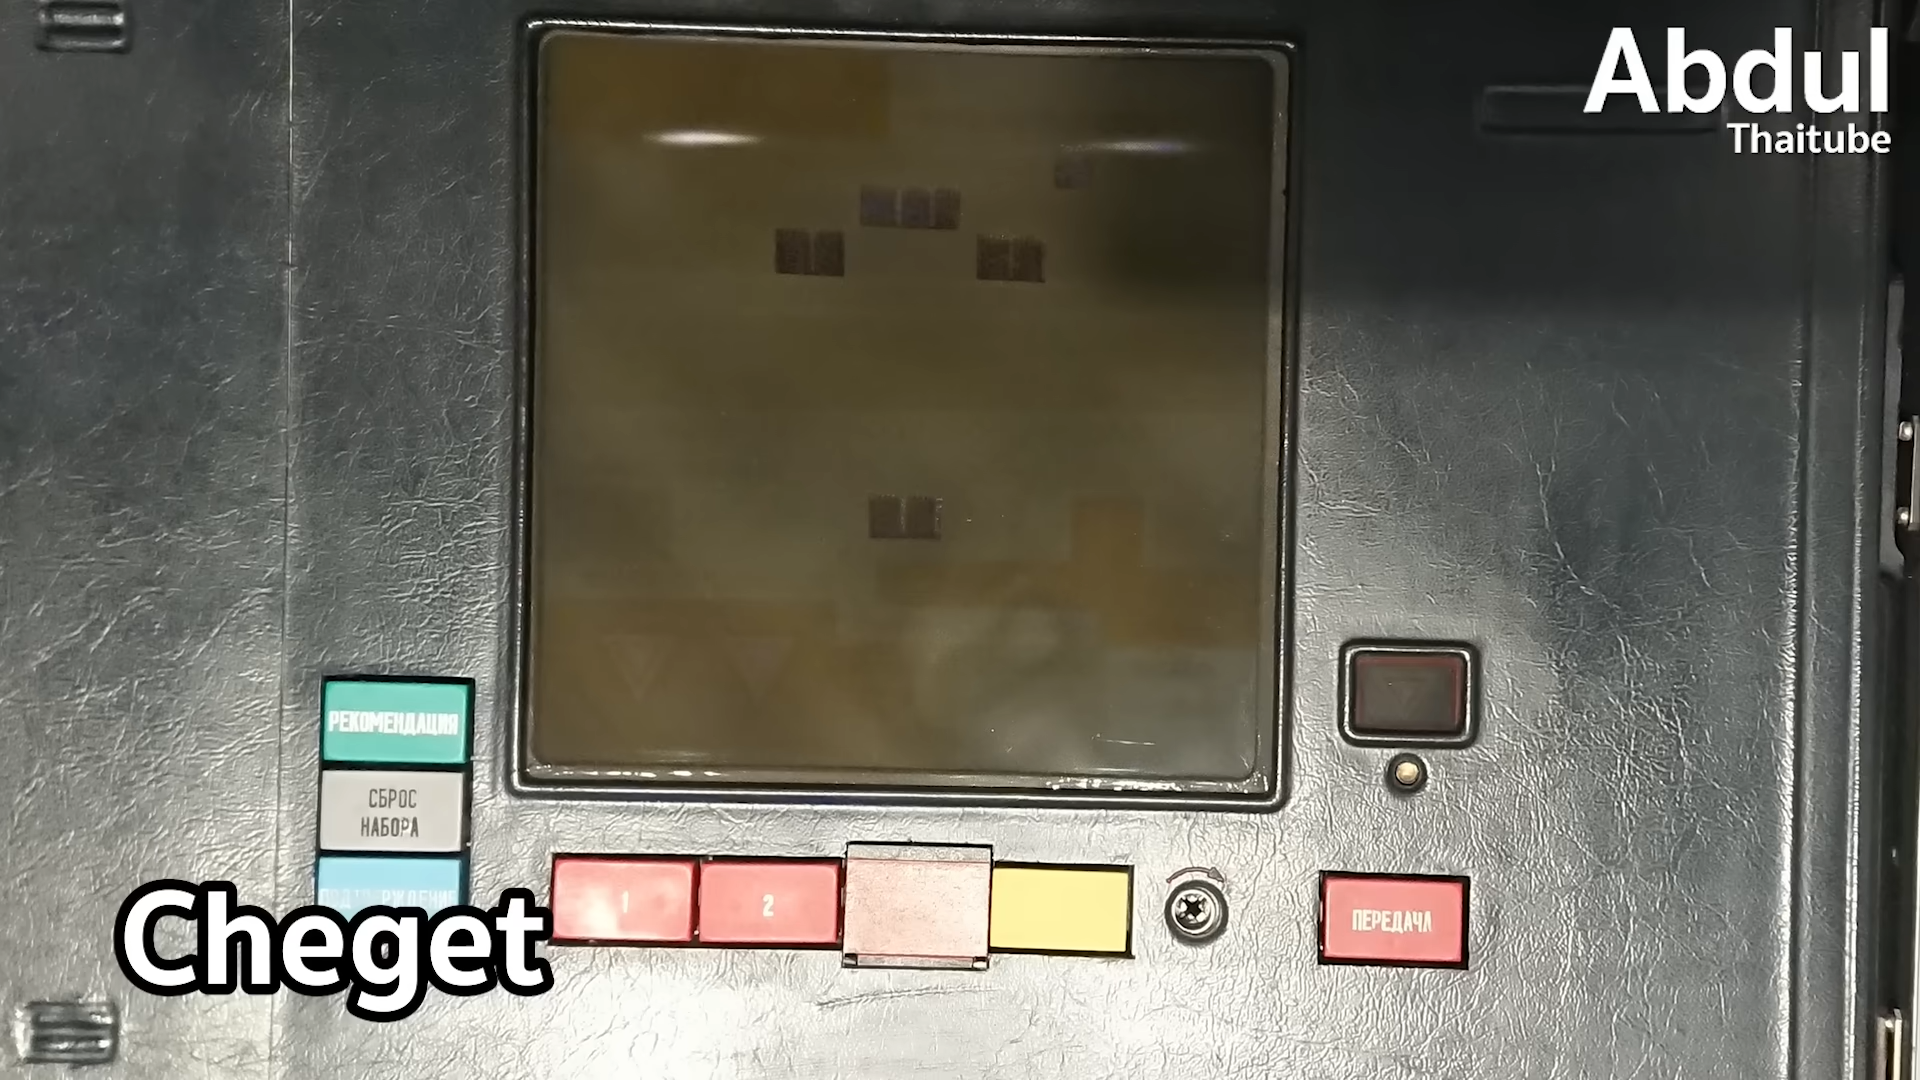 Abdul
Thaitube
РЕКОМЕНДАЦИЯ
СБРОС
НАБОРА
1
2
ПЕРЕДАЧА
Cheget